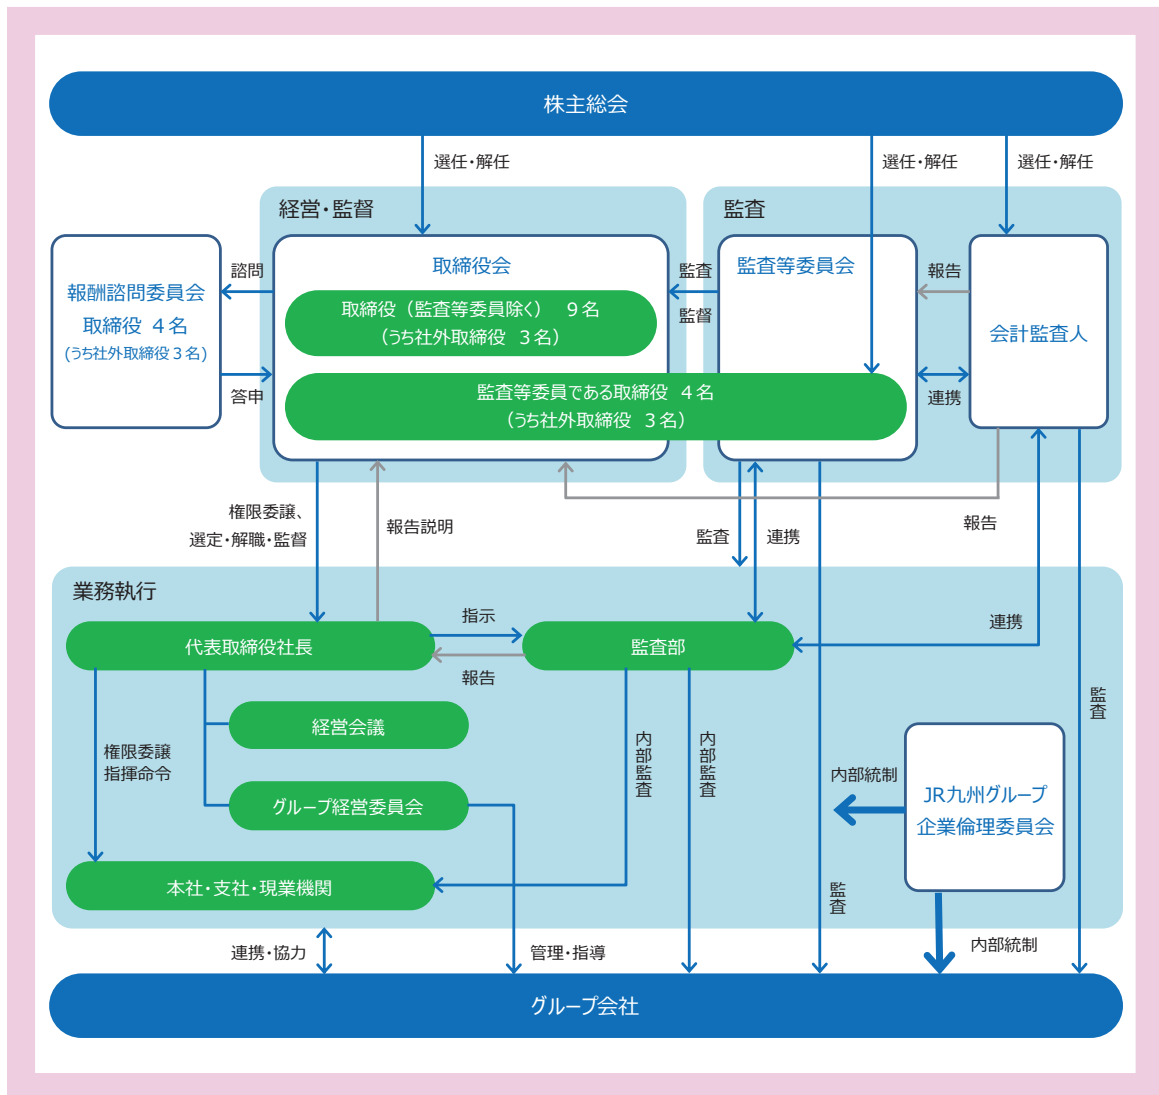 株主総会
選任・解任
選任・解任
選任・解任
経営・監督
監査
報酬諮問委員会
取締役 4名
(うち社外取締役3名)
諮問
答申
取締役会
取締役（監査等委員除く） 9名
（うち社外取締役 3名）
監査等委員である取締役 4名
（うち社外取締役 3名）
監査
監督
監査等委員会
報告
連携
会計監査人
権限委譲、
選定・解職・監督
報告説明
監査
連携
報告
業務執行
代表取締役社長
指示
報告
監査部
連携
監査
経営会議
権限委譲
指揮命令
グループ経営委員会
内部監査
内部監査
内部統制
JR九州グループ
企業倫理委員会
本社・支社・現業機関
監査
連携・協力
管理・指導
内部統制
グループ会社